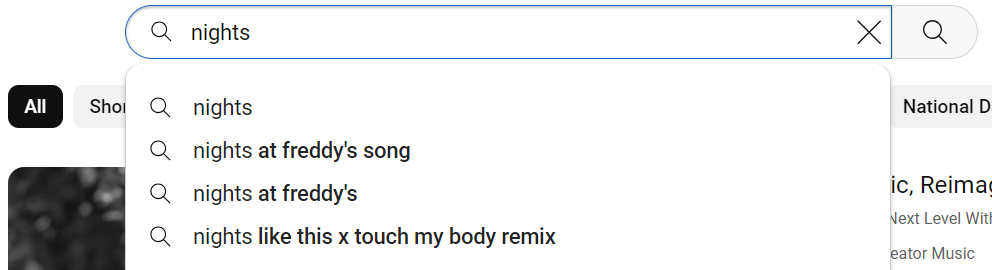 nights
All
Shor
National D
nights
nights at freddy's song
nights at freddy's
nights like this x touch my body remix
ic, Reimag
Next Level With
eator Music